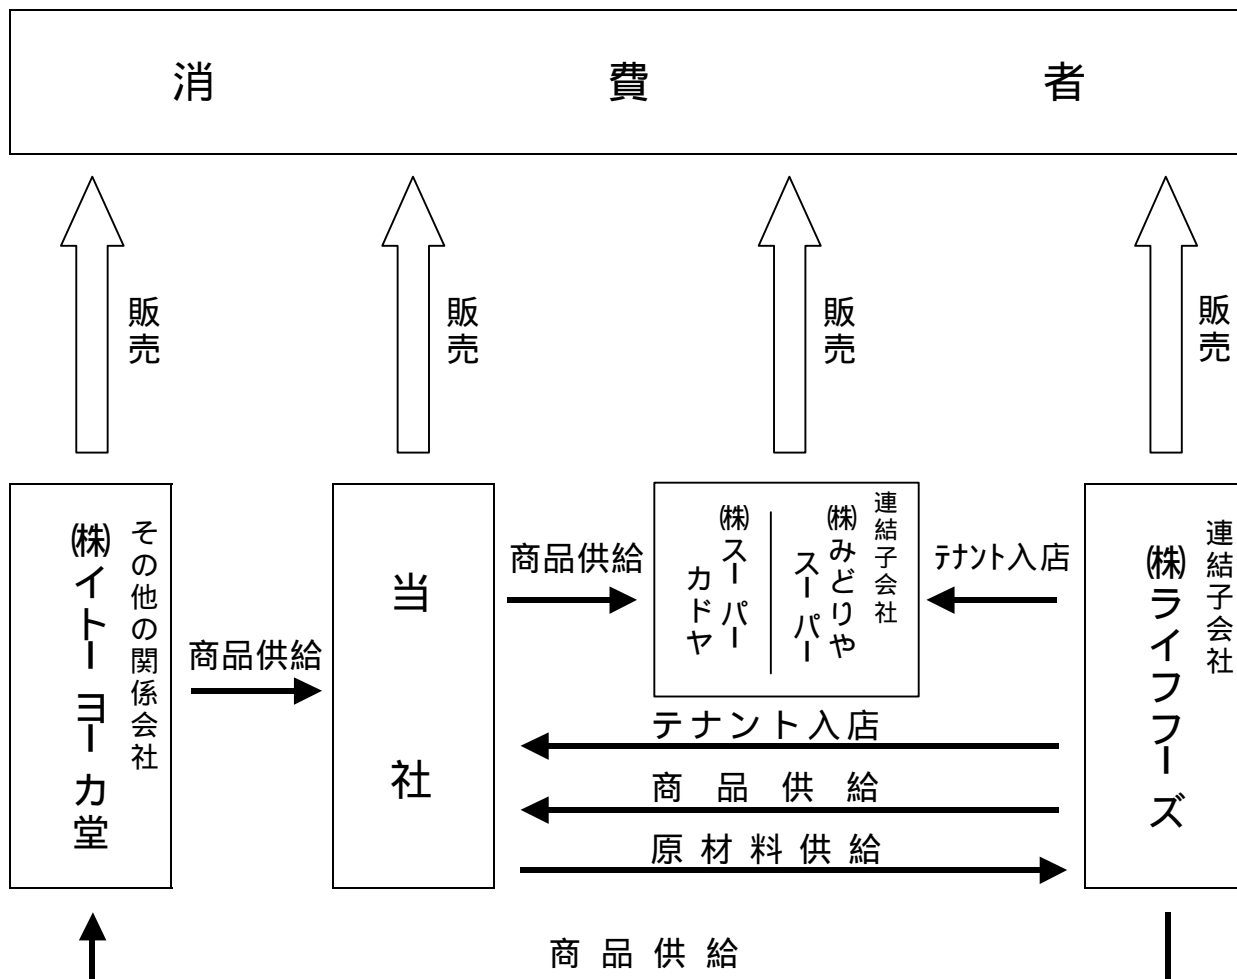 消費者
販売
販売
販売
販売
その他の関係会社
㈱イトーヨーカ堂
商品供給
当社
商品供給
連結子会社
㈱みどりや
スーパー
㈱スーパー
カドヤ
テナント入店
連結子会社
㈱ライフフーズ
テナント入店
商品供給
原材料供給
商品供給